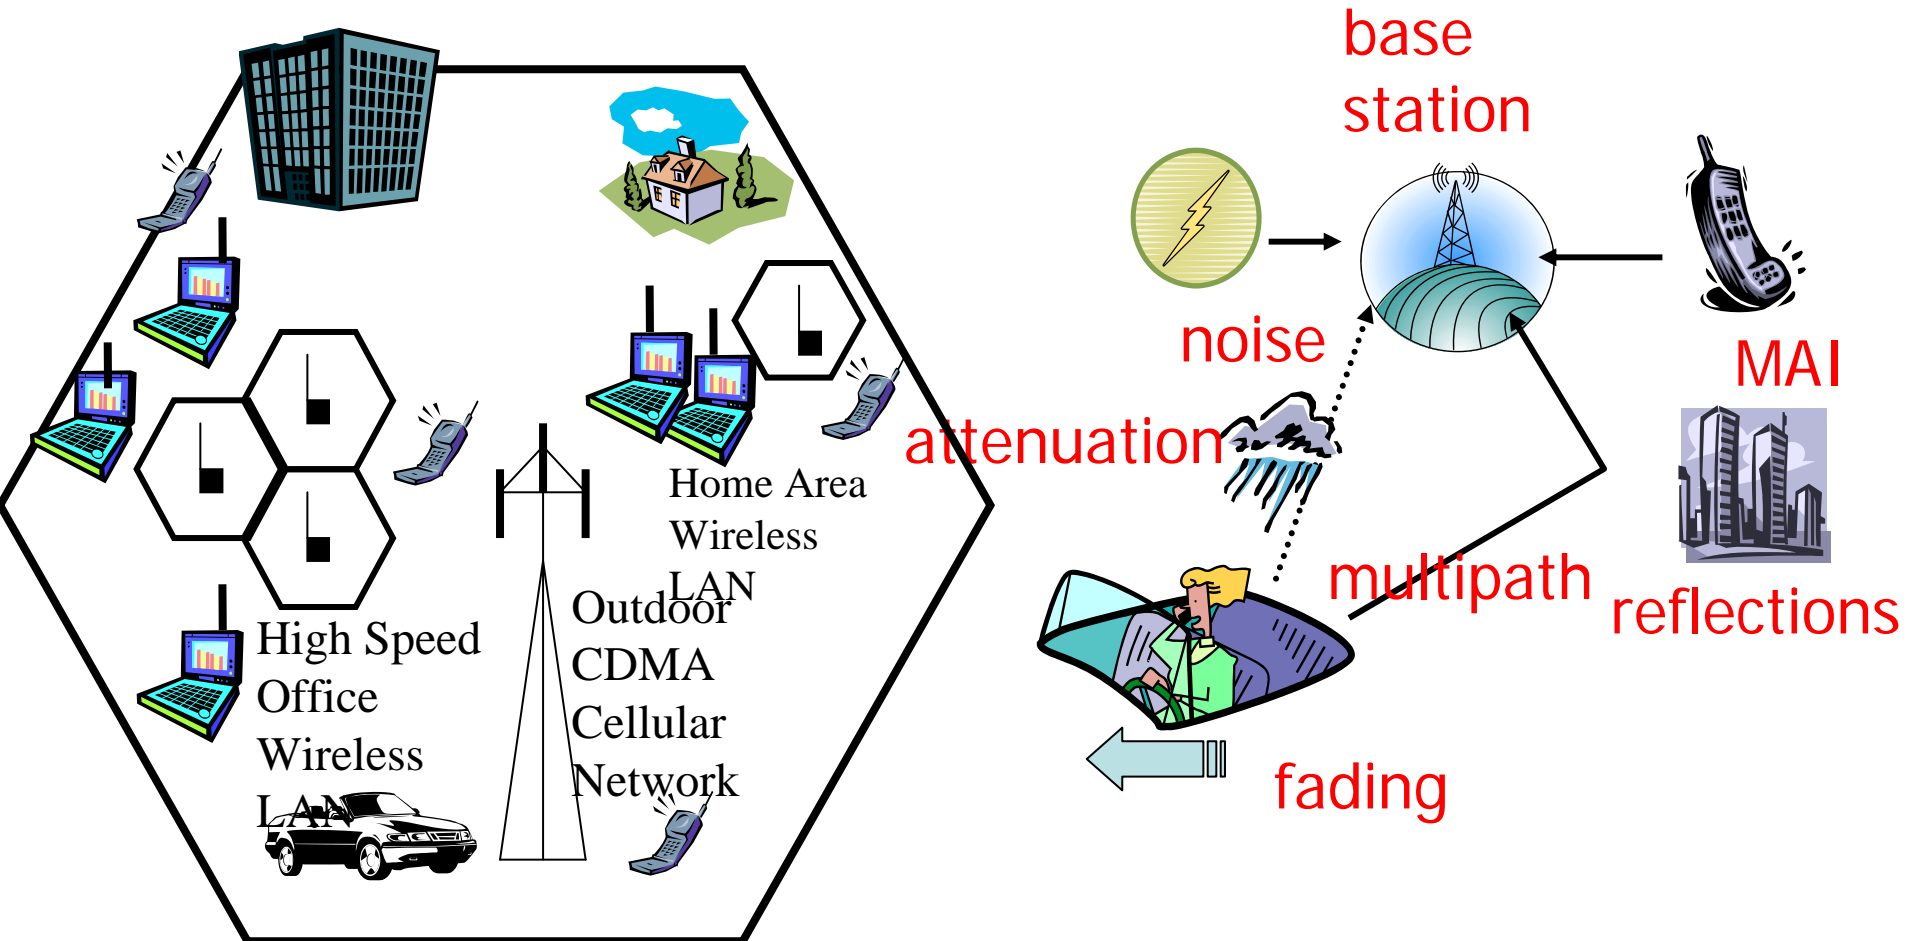 Home Area
Wireless
LAN
High Speed
Office
Wireless
LAN
Outdoor
CDMA
Cellular
Network
base
station
noise
MAI
attenuation
multipath
reflections
fading